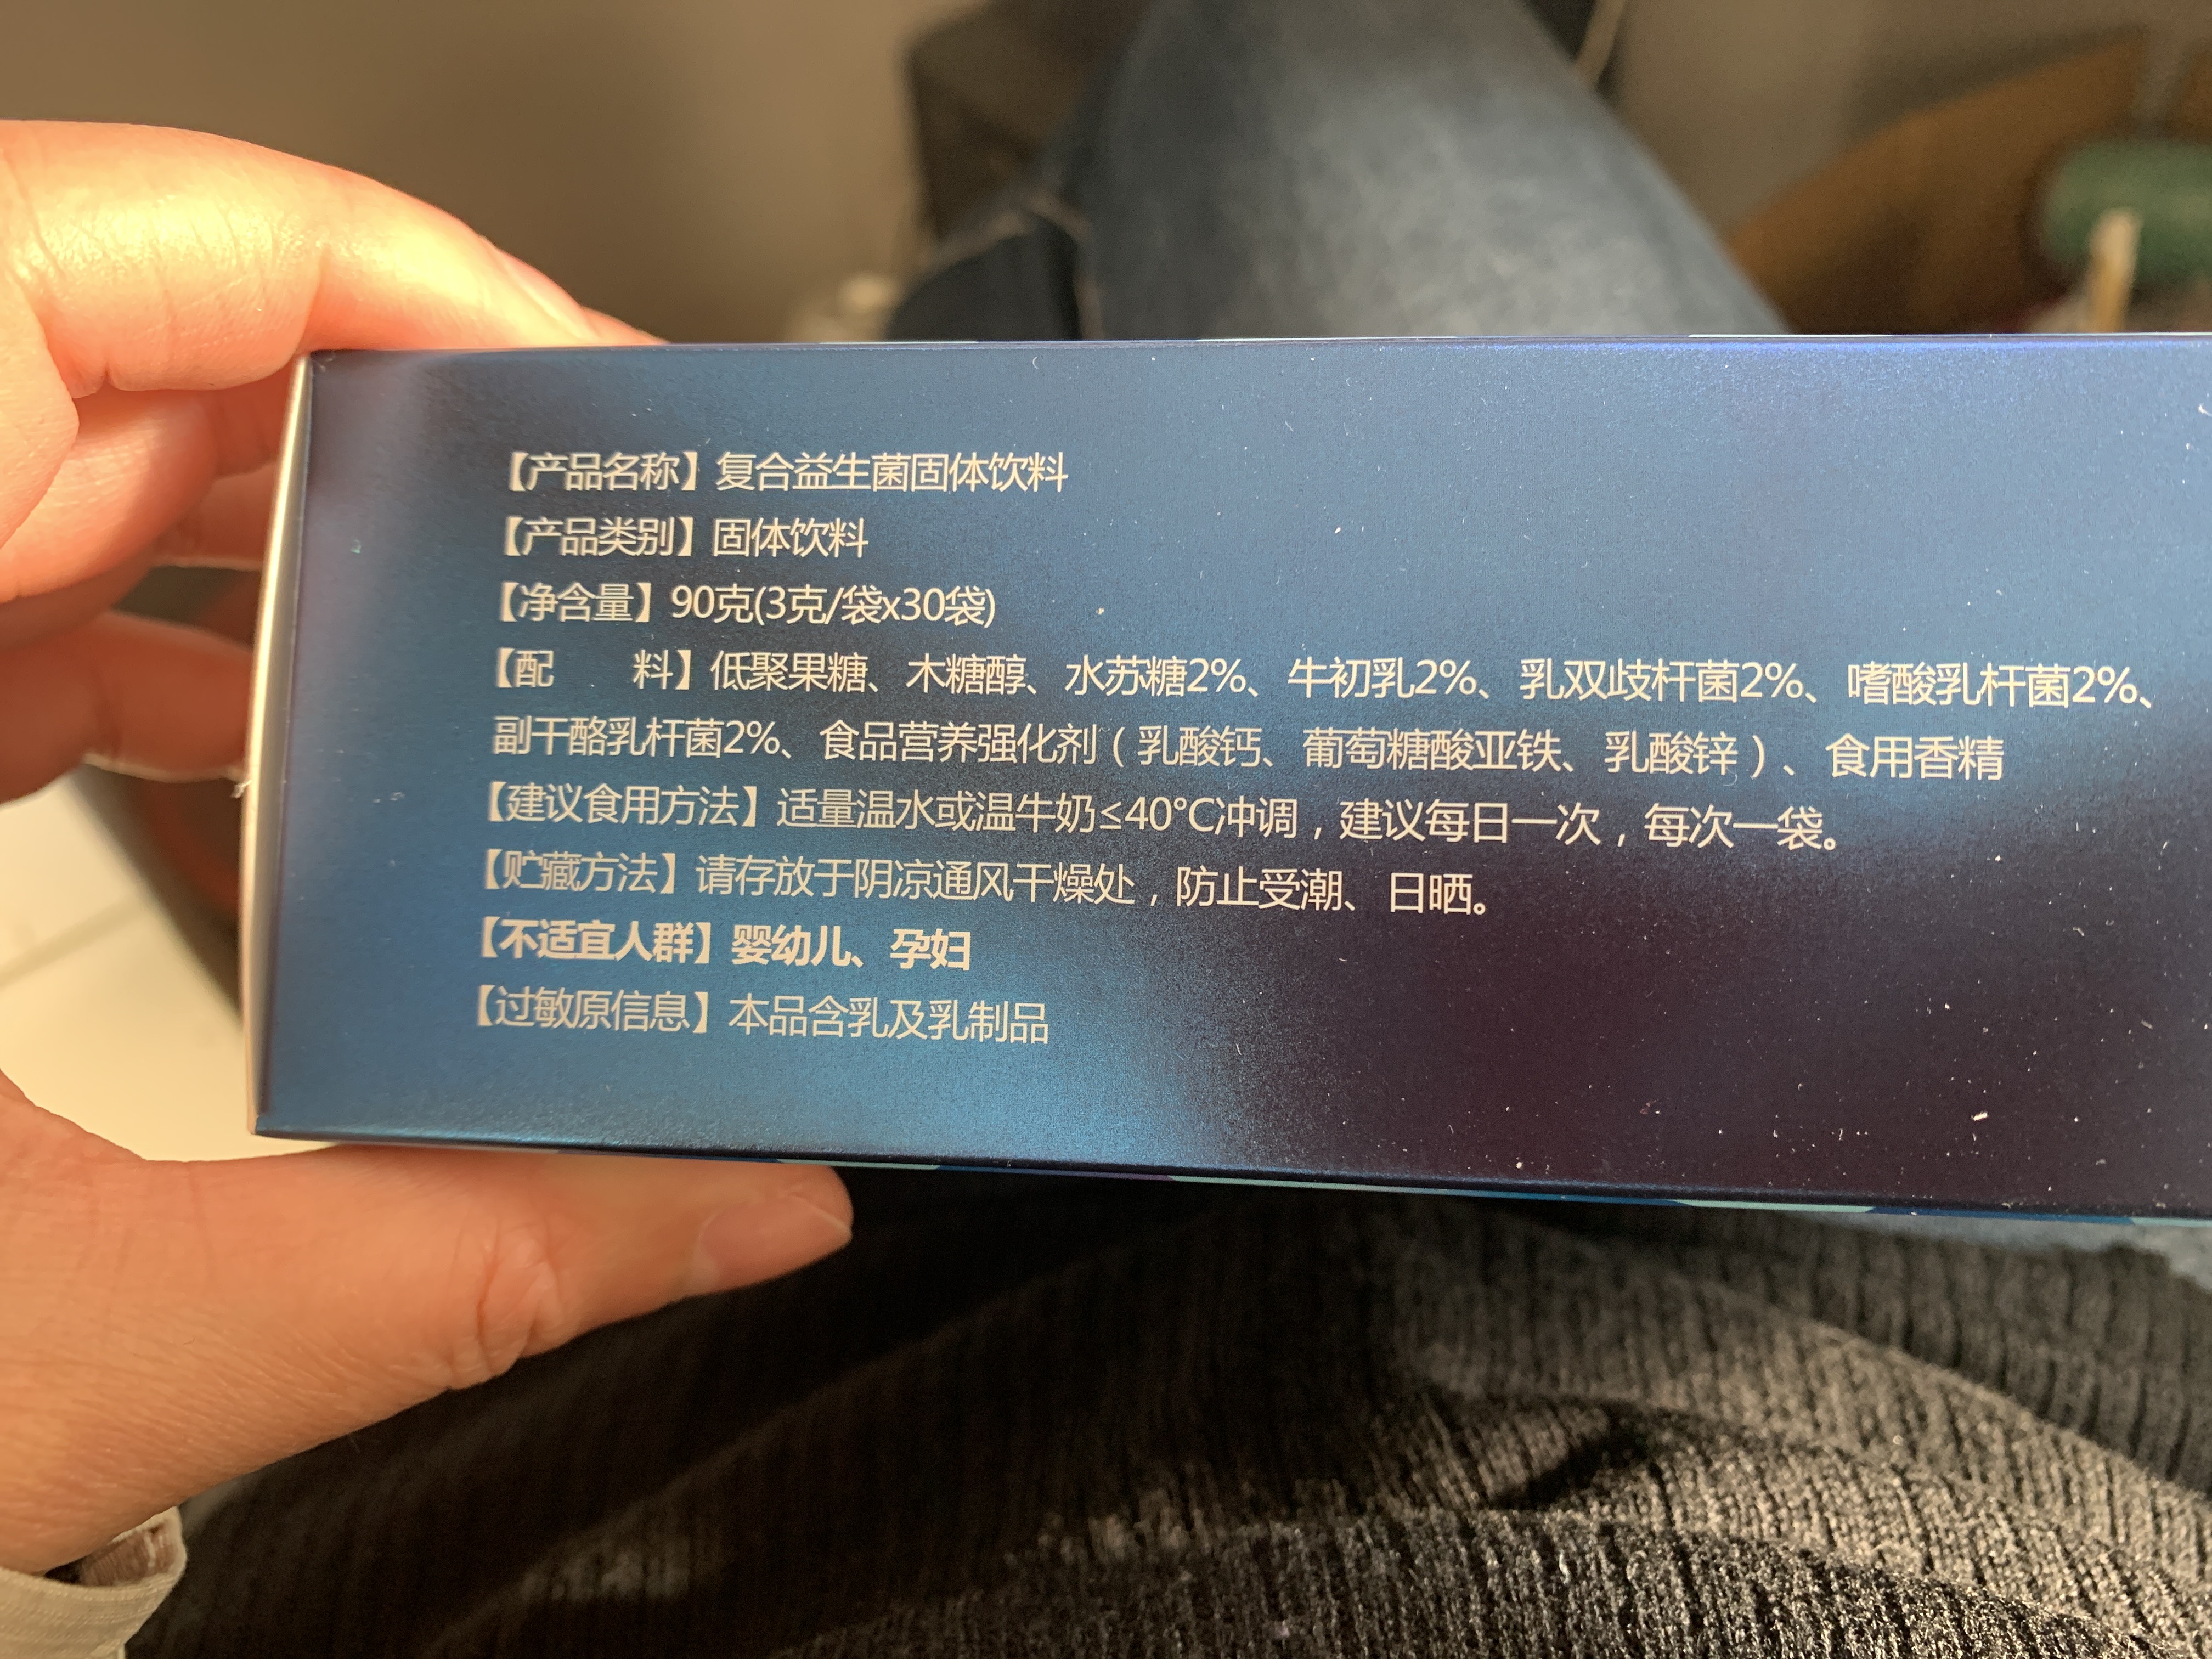 【产品名称】复合益生菌固体饮料
【产品类别】固体饮料
【净含量】90克(3克/袋x30袋)
【配　　料】低聚果糖、木糖醇、水苏糖2%、牛初乳2%、乳双歧杆菌2%、嗜酸乳杆菌2%、
副干酪乳杆菌2%、食品营养强化剂（乳酸钙、葡萄糖酸亚铁、乳酸锌）、食用香精
【建议食用方法】适量温水或温牛奶≤40°C冲调，建议每日一次，每次一袋。
【贮藏方法】请存放于阴凉通风干燥处，防止受潮、日晒。
【不适宜人群】婴幼儿、孕妇
【过敏原信息】本品含乳及乳制品